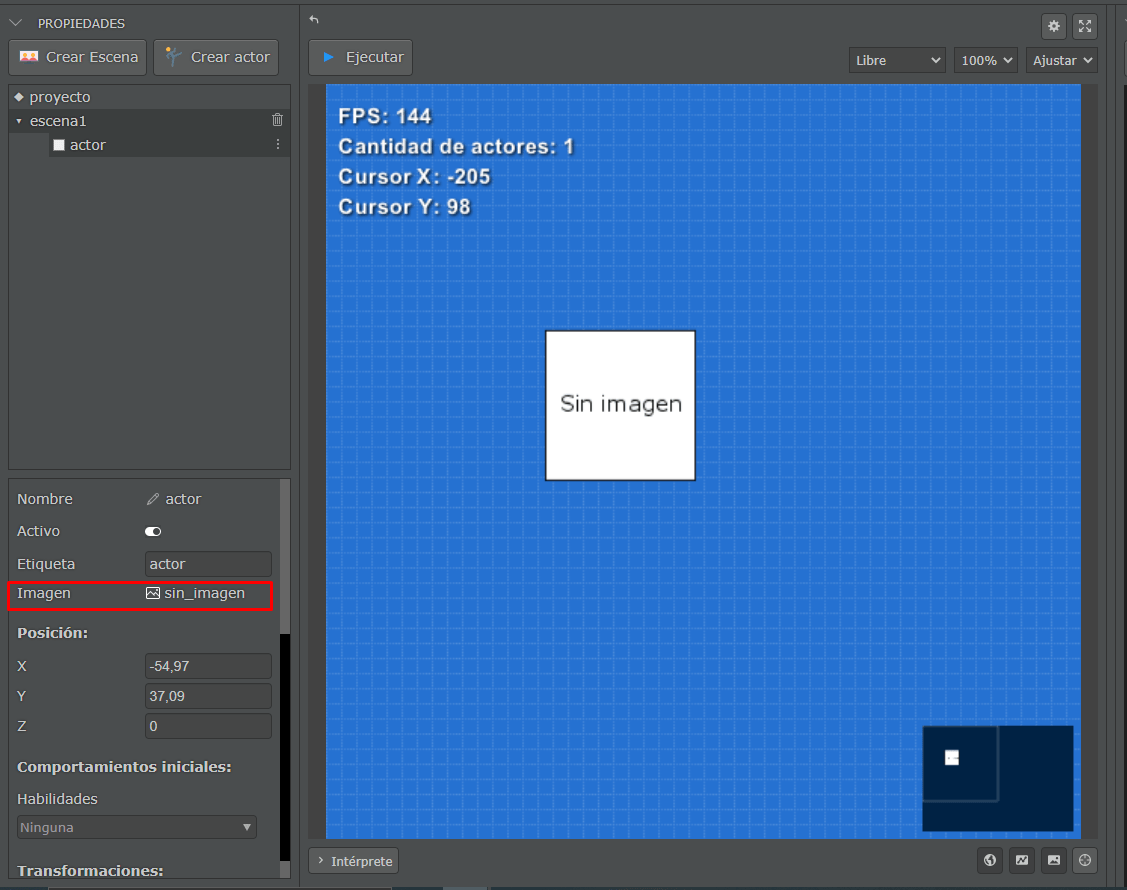 PROPIEDADES
Crear Escena
Crear actor
proyecto
escena1
actor
Nombre
actor
Activo
Etiqueta
actor
Imagen
sin_imagen
Posición:
X
-54,97
Y
37,09
Z
0
Comportamientos iniciales:
Habilidades
Ninguna
Transformaciones:
Ejecutar
Libre
100%
Ajustar
FPS: 144
Cantidad de actores: 1
Cursor X: -205
Cursor Y: 98
Sin imagen
Intérprete